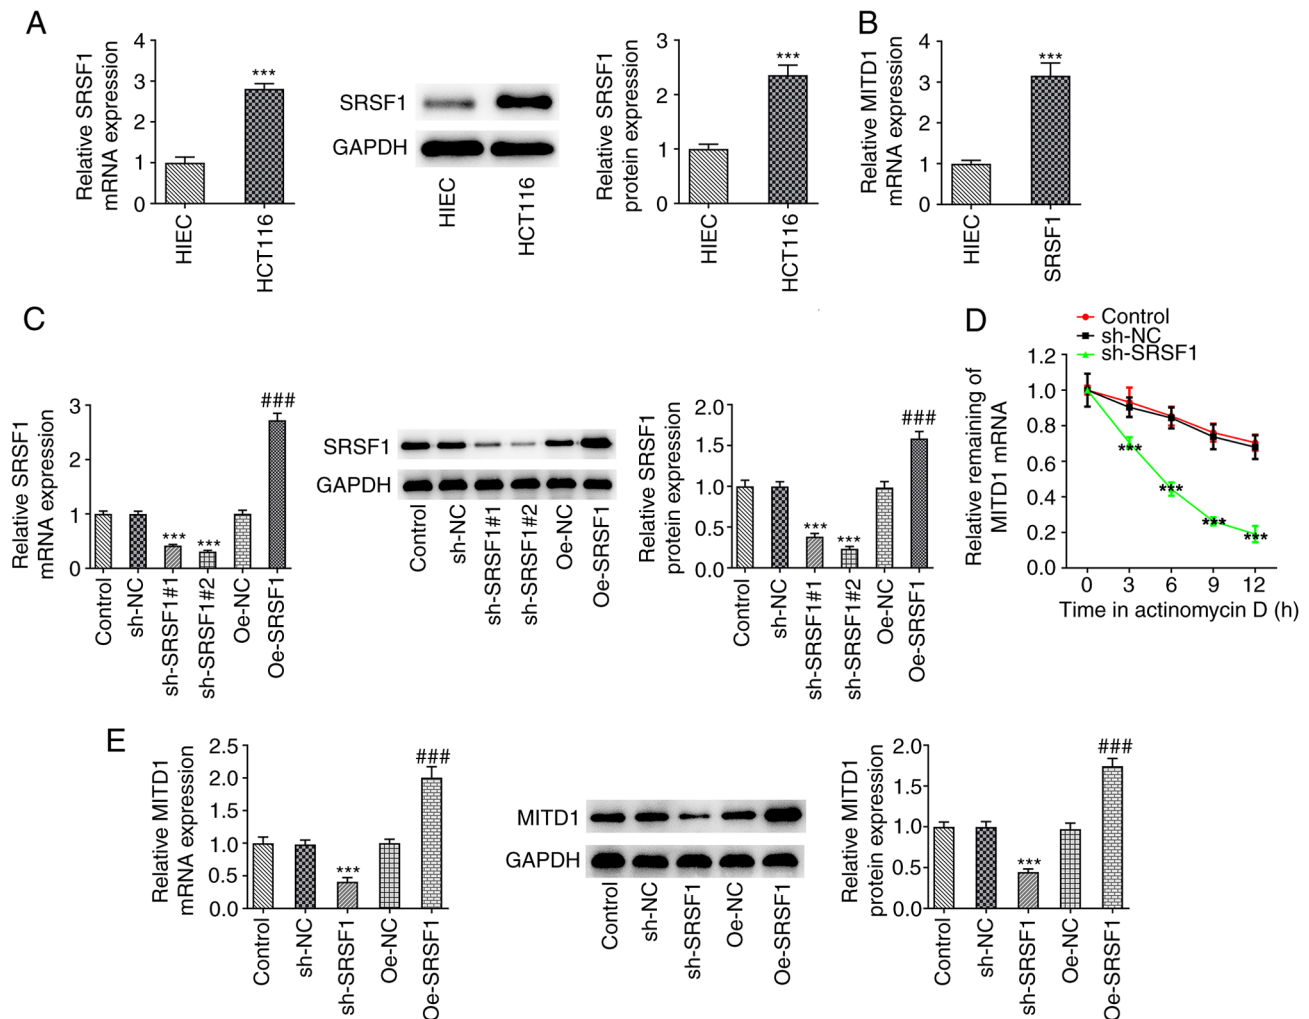 A
Relative SRSF1
mRNA expression
4
3
2
1
0
***
HIEC
HCT116
SRSF1
GAPDH
HIEC
HCT116
Relative SRSF1
protein expression
3
2
1
0
***
HIEC
HCT116
B
Relative MITD1
mRNA expression
4
3
2
1
0
***
HIEC
SRSF1
C
Relative SRSF1
mRNA expression
3
2
1
0
***
***
###
Control
sh-NC
sh-SRSF1#1
sh-SRSF1#2
Oe-NC
Oe-SRSF1
SRSF1
GAPDH
Control
sh-NC
sh-SRSF1#1
sh-SRSF1#2
Oe-NC
Oe-SRSF1
Relative SRSF1
protein expression
2.0
1.5
1.0
0.5
0.0
***
***
###
Control
sh-NC
sh-SRSF1#1
sh-SRSF1#2
Oe-NC
Oe-SRSF1
D
Control
sh-NC
sh-SRSF1
Relative remaining of
MITD1 mRNA
1.2
1.0
0.8
0.6
0.4
0.2
0.0
***
***
***
***
0 3 6 9 12
Time in actinomycin D (h)
E
Relative MITD1
mRNA expression
2.5
2.0
1.5
1.0
0.5
0.0
***
###
Control
sh-NC
sh-SRSF1
Oe-NC
Oe-SRSF1
MITD1
GAPDH
Control
sh-NC
sh-SRSF1
Oe-NC
Oe-SRSF1
Relative MITD1
protein expression
2.0
1.5
1.0
0.5
0.0
***
###
Control
sh-NC
sh-SRSF1
Oe-NC
Oe-SRSF1